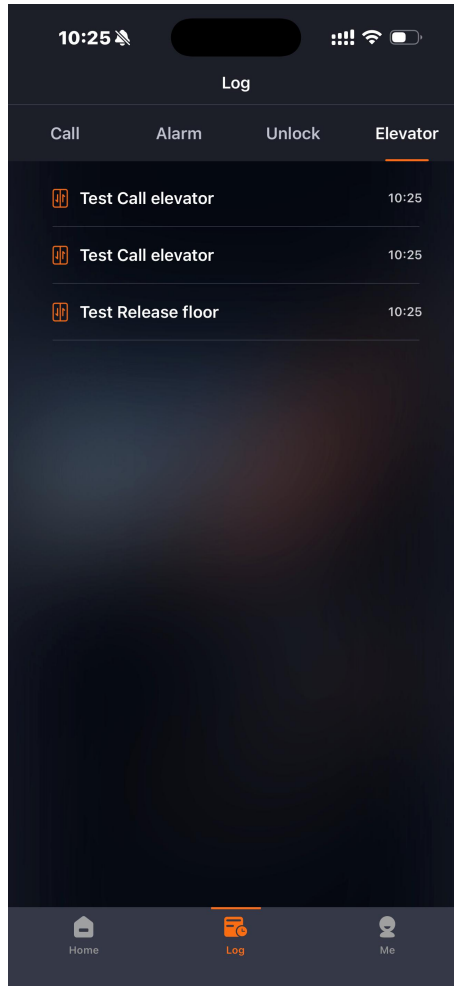 10:25
Log
Call Alarm Unlock Elevator
Test Call elevator 10:25
Test Call elevator 10:25
Test Release floor 10:25
Home Log Me